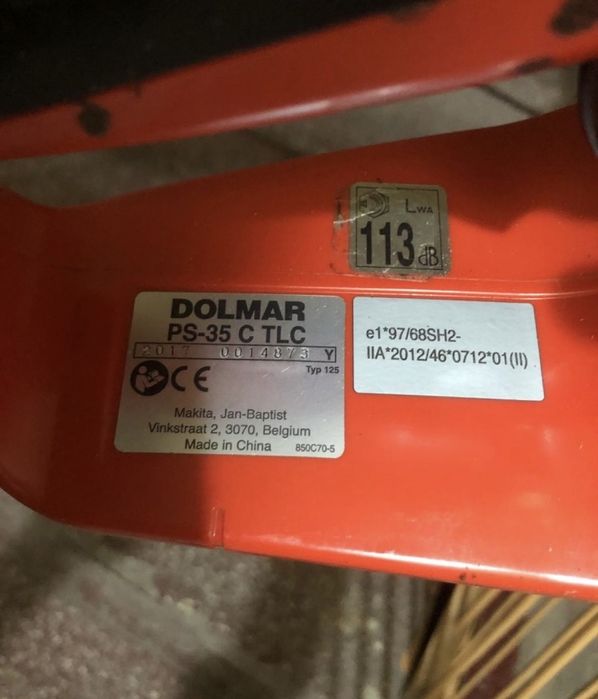 LWA
113 dB
DOLMAR
PS-35 C TLC
2017 0014873 Y
Typ 125
CE
Makita, Jan-Baptist
Vinkstraat 2, 3070, Belgium
Made in China 850C70-5
e1*97/68SH2-
IIA*2012/46*0712*01(II)